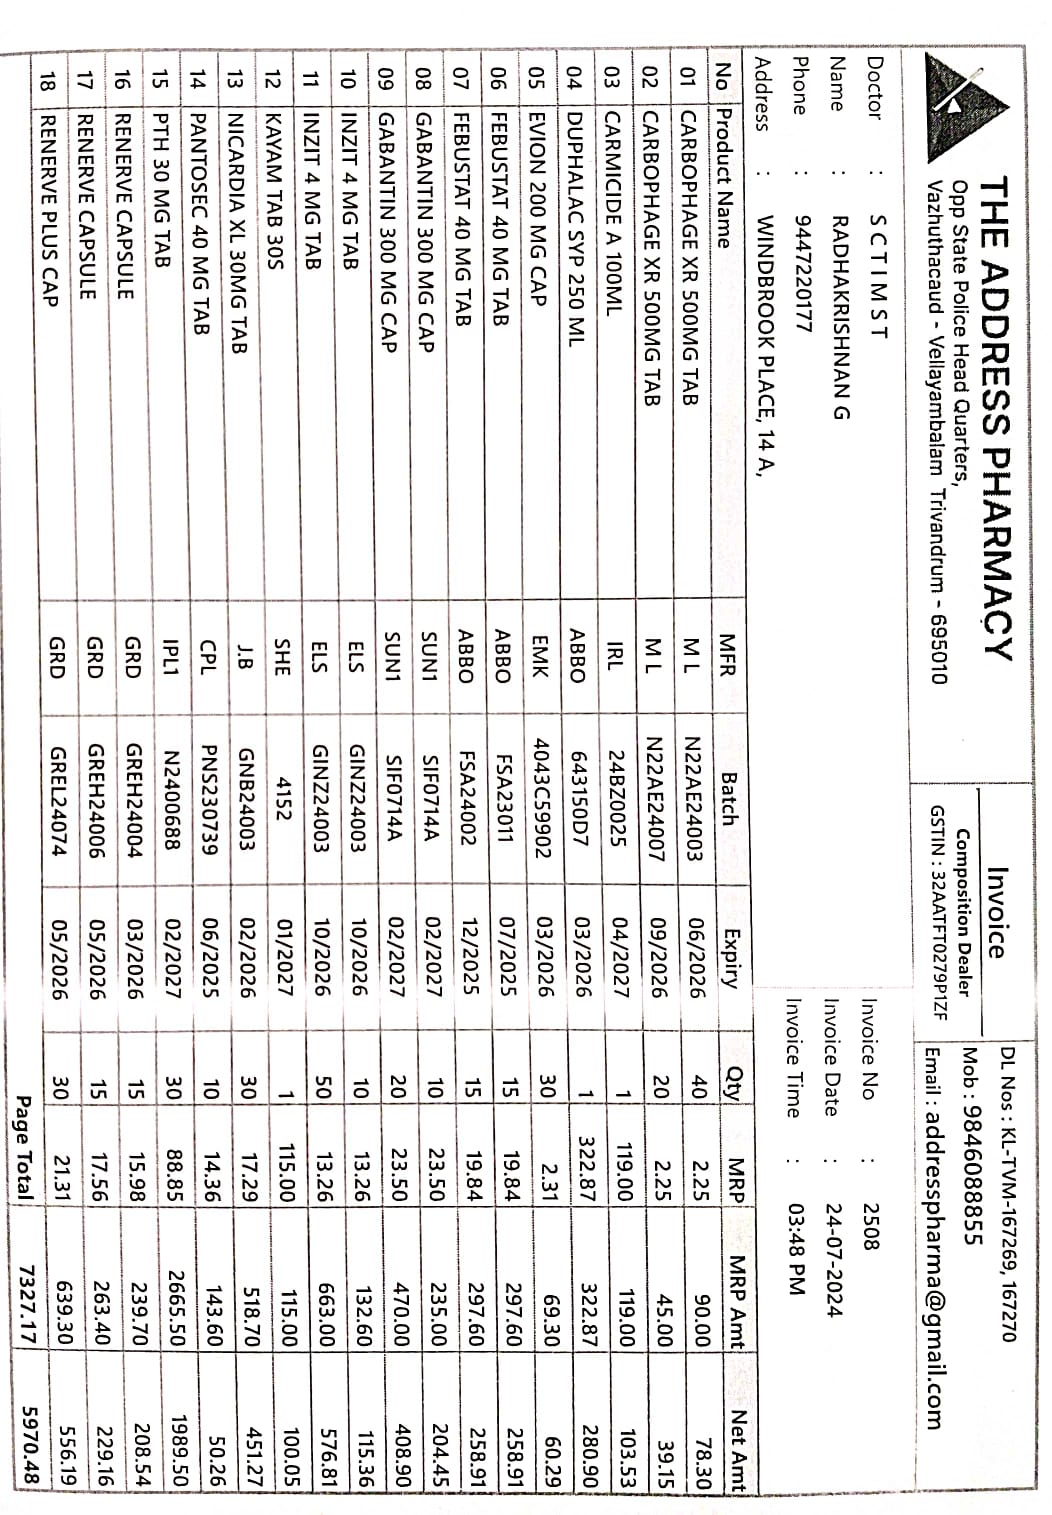 THE ADDRESS PHARMACY
Opp State Police Head Quarters,
Vazhuthacaud - Vellayambalam Trivandrum - 695010
Invoice
Composition Dealer
GSTIN : 32AATFT0279P1ZF
DL Nos : KL-TVM-167269, 167270
Mob : 9846088855
Email : addresspharma@gmail.com
Doctor : S C T I M S T
Name : RADHAKRISHNAN G
Phone : 9447220177
Address : WINDBROOK PLACE, 14 A,
Invoice No : 2508
Invoice Date : 24-07-2024
Invoice Time : 03:48 PM
No Product Name MFR Batch Expiry Qty MRP MRP Amt Net Amt
01 CARBOPHAGE XR 500MG TAB M L N22AE24003 06/2026 40 2.25 90.00 78.30
02 CARBOPHAGE XR 500MG TAB M L N22AE24007 09/2026 20 2.25 45.00 39.15
03 CARMICIDE A 100ML IRL 24BZ0025 04/2027 1 119.00 119.00 103.53
04 DUPHALAC SYP 250 ML ABBO 643150D7 03/2026 1 322.87 322.87 280.90
05 EVION 200 MG CAP EMK 4043C59902 03/2026 30 2.31 69.30 60.29
06 FEBUSTAT 40 MG TAB ABBO FSA23011 07/2025 15 19.84 297.60 258.91
07 FEBUSTAT 40 MG TAB ABBO FSA24002 12/2025 15 19.84 297.60 258.91
08 GABANTIN 300 MG CAP SUN1 SIF0714A 02/2027 10 23.50 235.00 204.45
09 GABANTIN 300 MG CAP SUN1 SIF0714A 02/2027 20 23.50 470.00 408.90
10 INZIT 4 MG TAB ELS GINZ24003 10/2026 10 13.26 132.60 115.36
11 INZIT 4 MG TAB ELS GINZ24003 10/2026 50 13.26 663.00 576.81
12 KAYAM TAB 30S SHE 4152 01/2027 1 115.00 115.00 100.05
13 NICARDIA XL 30MG TAB J.B GNB24003 02/2026 30 17.29 518.70 451.27
14 PANTOSEC 40 MG TAB CPL PNS230739 06/2025 10 14.36 143.60 50.26
15 PTH 30 MG TAB IPL1 N2400688 02/2027 30 88.85 2665.50 1989.50
16 RENERVE CAPSULE GRD GREH24004 03/2026 15 15.98 239.70 208.54
17 RENERVE CAPSULE GRD GREH24006 05/2026 15 17.56 263.40 229.16
18 RENERVE PLUS CAP GRD GREL24074 05/2026 30 21.31 639.30 556.19
Page Total 7327.17 5970.48